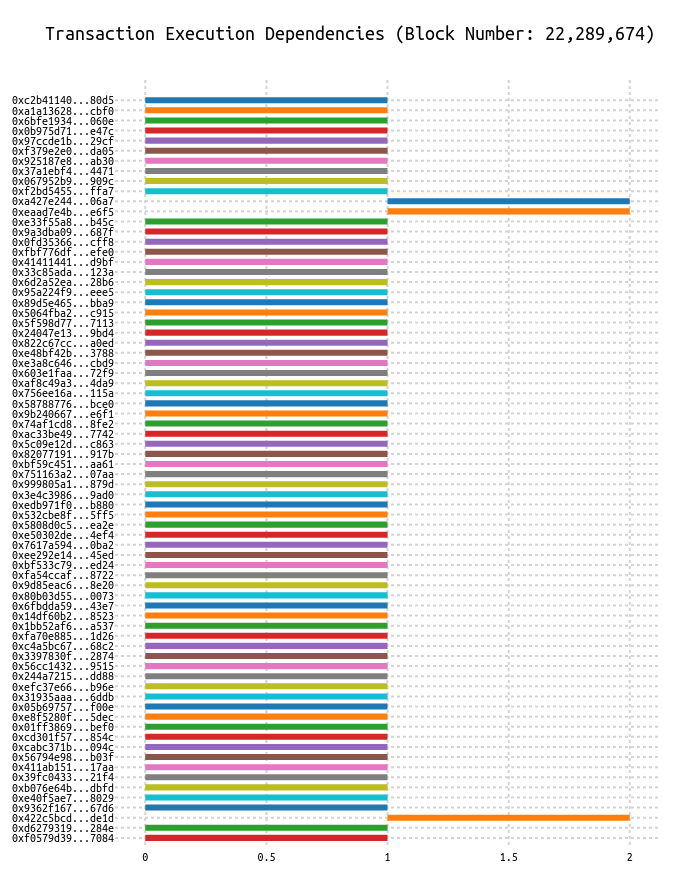 Transaction Execution Dependencies (Block Number: 22,289,674)
0xc2b41140...80d5
0xa1a13628...cbf0
0x6bfe1934...060e
0x0b975d71...e47c
0x97ccde1b...29cf
0xf379e2e0...da05
0x925187e8...ab30
0x37a1ebf4...4471
0x067952b9...909c
0xf2bd5455...ffa7
0xa427e244...06a7
0xeaad7e4b...e6f5
0xe33f55a8...b45c
0x9a3dba09...687f
0x0fd35366...cff8
0xfbf776df...efe0
0x41411441...d9bf
0x33c85ada...123a
0x6d2a52ea...28b6
0x95a224f9...eee5
0x89d5e465...bba9
0x5064fba2...c915
0x5f598d77...7113
0x24047e13...9bd4
0x822c67cc...a0ed
0xe48bf42b...3788
0xe3a8c646...cbd9
0x603e1faa...72f9
0xaf8c49a3...4da9
0x756ee16a...115a
0x58788776...bce0
0x9b240667...e6f1
0x74af1cd8...8fe2
0xac33be49...7742
0x5c09e12d...c863
0x82077191...917b
0xbf59c451...aa61
0x751163a2...07aa
0x999805a1...879d
0x3e4c3986...9ad0
0xedb971f0...b880
0x532cbe8f...5ff5
0x5808d0c5...ea2e
0xe50302de...4ef4
0x7617a594...0ba2
0xee292e14...45ed
0xbf533c79...ed24
0xfa54ccaf...8722
0x9d85eac6...8e20
0x80b03d55...0073
0x6fbdda59...43e7
0x14df60b2...8523
0x1bb52af6...a537
0xfa70e885...1d26
0xc4a5bc67...68c2
0x3397830f...2874
0x56cc1432...9515
0x244a7215...dd88
0xefc37e66...b96e
0x31935aaa...6ddb
0x05b69757...f00e
0xe8f5280f...5dec
0x01ff3869...bef0
0xcd301f57...854c
0xcabc371b...094c
0x56794e98...b03f
0x411ab151...17aa
0x39fc0433...21f4
0xb076e64b...dbfd
0xe40f5ae7...8029
0x9362f167...67d6
0x422c5bcd...de1d
0xd6279319...284e
0xf0579d39...7084
0 0.5 1 1.5 2